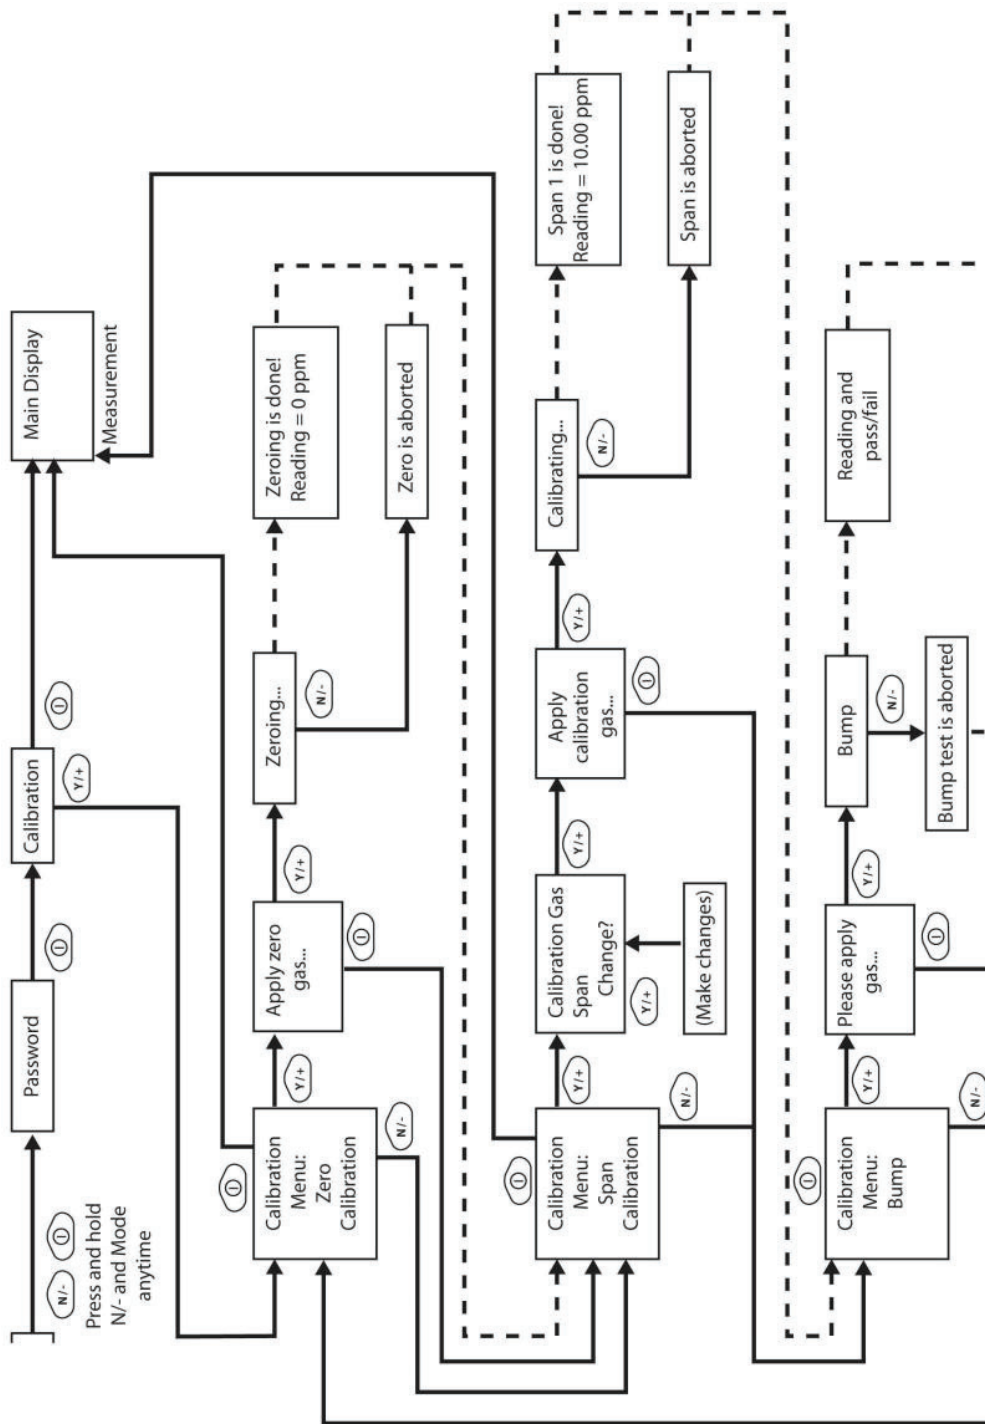 N/-
Press and hold
N/- and Mode
anytime
Password
Calibration
Y/+
Main Display
Measurement
Calibration
Menu:
Zero
Calibration
Y/+
N/-
Apply zero
gas...
Y/+
Zeroing...
N/-
Zeroing is done!
Reading = 0 ppm
Zero is aborted
Calibration
Menu:
Span
Calibration
Y/+
N/-
Calibration Gas
Span
Change?
Y/+
Y/+
(Make changes)
Apply
calibration
gas...
Y/+
Calibrating...
N/-
Span 1 is done!
Reading = 10.00 ppm
Span is aborted
Calibration
Menu:
Bump
Y/+
N/-
Please apply
gas...
Y/+
Bump
N/-
Bump test is aborted
Reading and
pass/fail